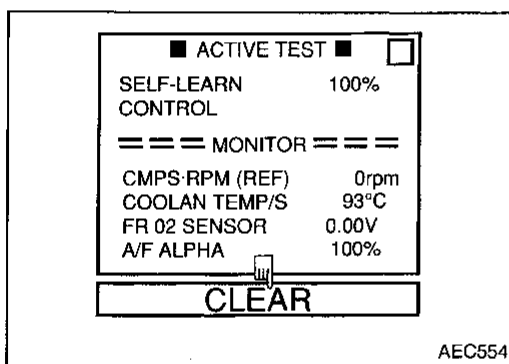 ■ ACTIVE TEST ■
SELF-LEARN 100%
CONTROL
=== MONITOR ===
CMPS·RPM (REF) 0rpm
COOLAN TEMP/S 93°C
FR 02 SENSOR 0.00V
A/F ALPHA 100%
CLEAR
AEC554